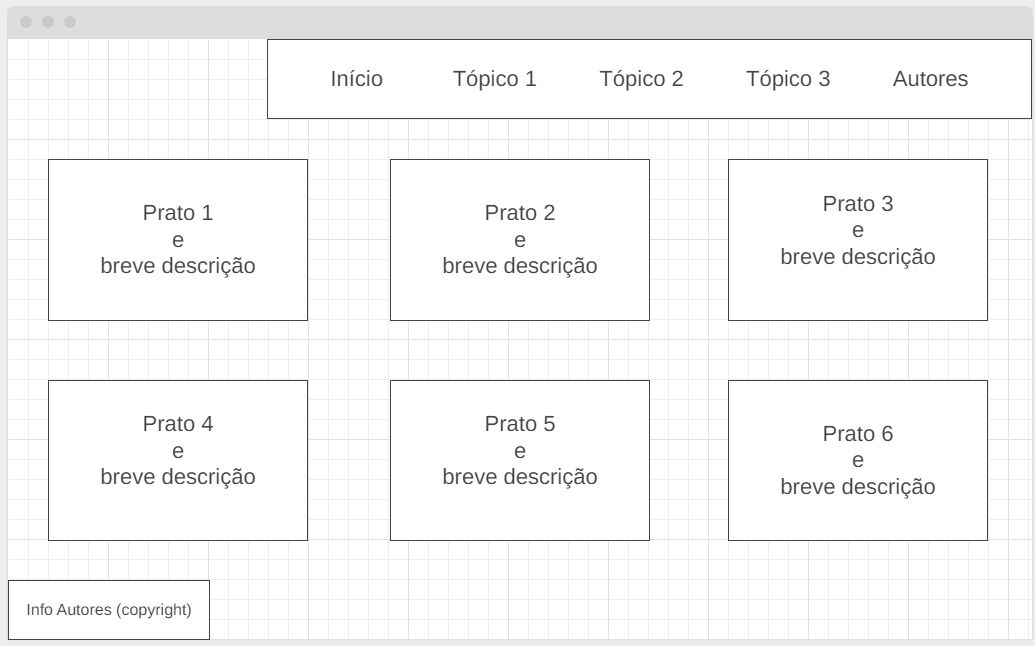 Início
Tópico 1
Tópico 2
Tópico 3
Autores
Prato 1
e
breve descrição
Prato 2
e
breve descrição
Prato 3
e
breve descrição
Prato 4
e
breve descrição
Prato 5
e
breve descrição
Prato 6
e
breve descrição
Info Autores (copyright)